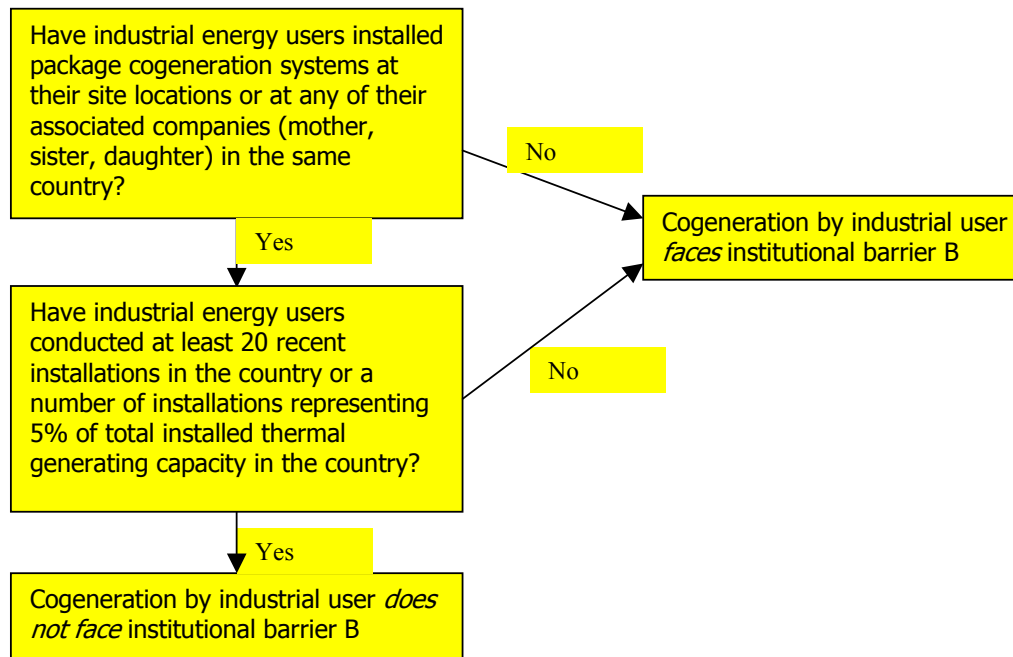 Have industrial energy users installed
package cogeneration systems at
their site locations or at any of their
associated companies (mother,
sister, daughter) in the same
country?
No
Cogeneration by industrial user
faces institutional barrier B
Yes
Have industrial energy users
conducted at least 20 recent
installations in the country or a
number of installations representing
5% of total installed thermal
generating capacity in the country?
No
Yes
Cogeneration by industrial user does
not face institutional barrier B